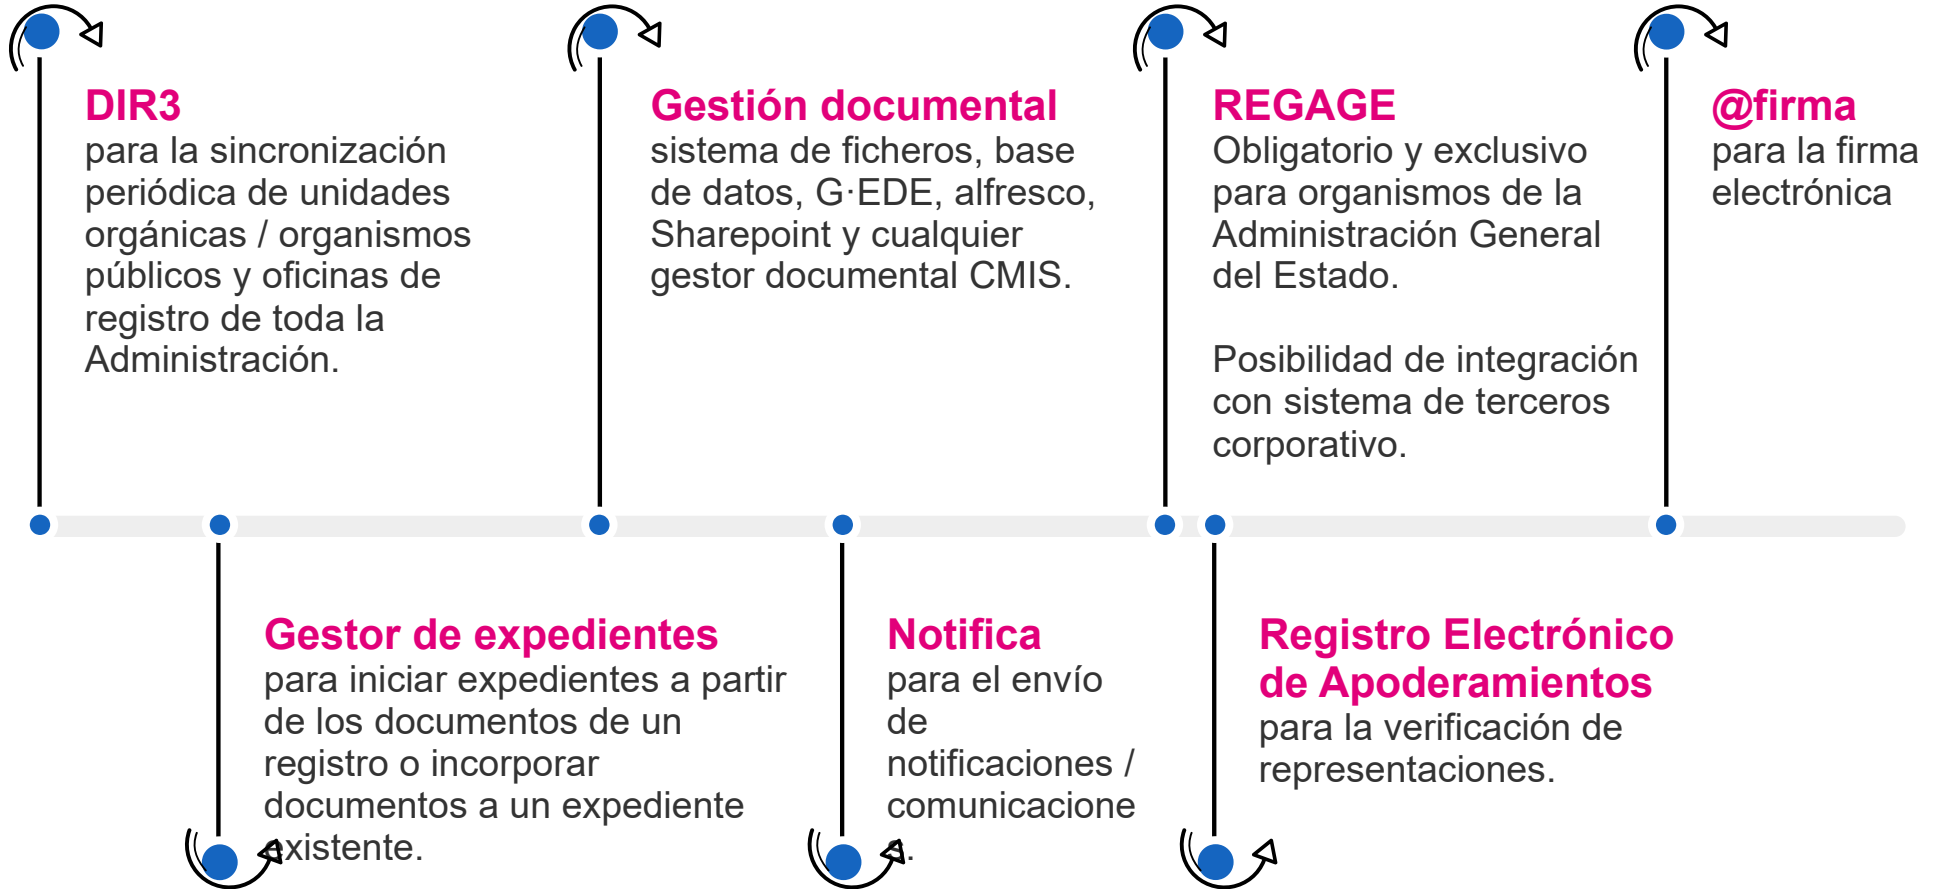 DIR3
para la sincronización
periódica de unidades
orgánicas / organismos
públicos y oficinas de
registro de toda la
Administración.
Gestión documental
sistema de ficheros, base
de datos, G·EDE, alfresco,
Sharepoint y cualquier
gestor documental CMIS.
REGAGE
Obligatorio y exclusivo
para organismos de la
Administración General
del Estado.
Posibilidad de integración
con sistema de terceros
corporativo.
@firma
para la firma
electrónica
Gestor de expedientes
para iniciar expedientes a partir
de los documentos de un
registro o incorporar
documentos a un expediente
existente.
Notifica
para el envío
de
notificaciones /
comunicacione
s.
Registro Electrónico
de Apoderamientos
para la verificación de
representaciones.